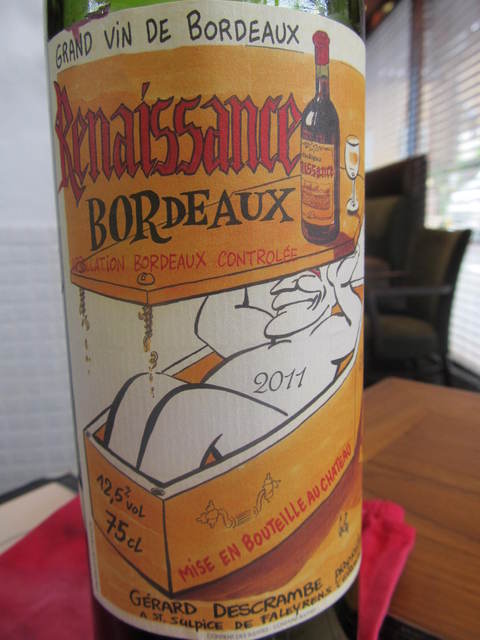 GRAND VIN DE BORDEAUX
Renaissance
BORDEAUX
APPELLATION BORDEAUX CONTROLÉE
2011
12,5° VOL
75cl
MISE EN BOUTEILLE AU CHATEAU
GÉRARD DESCRAMBE
A ST. SULPICE DE FALEYRENS